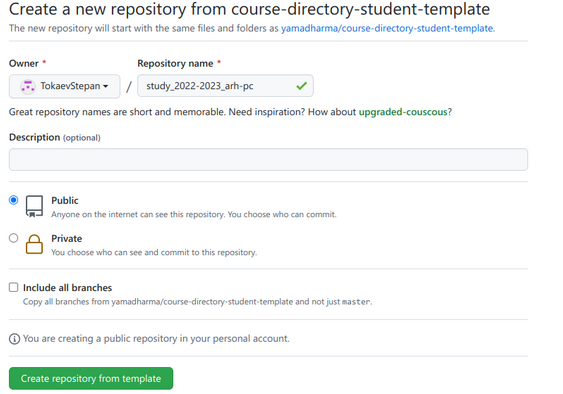 Create a new repository from course-directory-student-template
The new repository will start with the same files and folders as yamadharma/course-directory-student-template.
Owner * Repository name *
TokaevStepan / study_2022-2023_arh-pc
Great repository names are short and memorable. Need inspiration? How about upgraded-couscous?
Description (optional)
Public
Anyone on the internet can see this repository. You choose who can commit.
Private
You choose who can see and commit to this repository.
Include all branches
Copy all branches from yamadharma/course-directory-student-template and not just master.
You are creating a public repository in your personal account.
Create repository from template